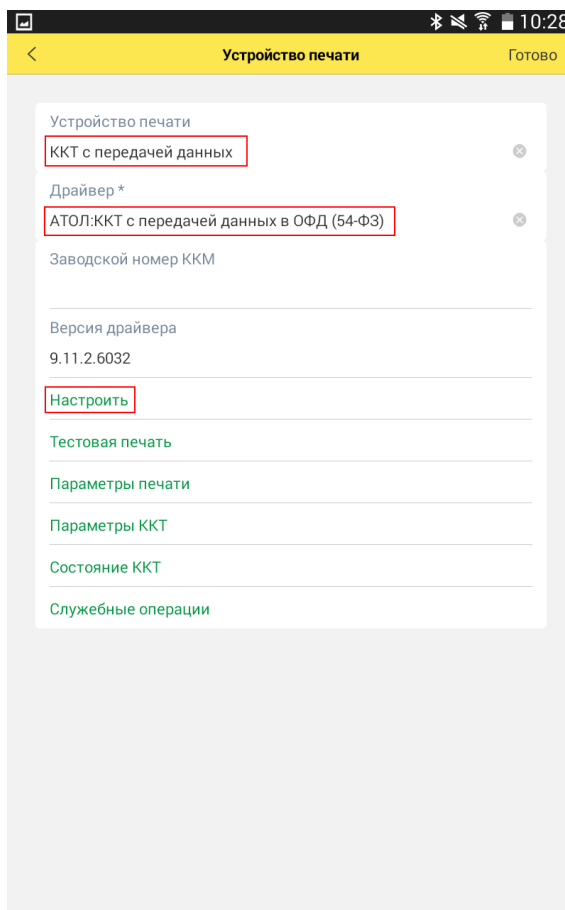 10:28
Устройство печати
Готово
Устройство печати
ККТ с передачей данных
Драйвер *
АТОЛ:ККТ с передачей данных в ОФД (54-ФЗ)
Заводской номер ККМ
Версия драйвера
9.11.2.6032
Настроить
Тестовая печать
Параметры печати
Параметры ККТ
Состояние ККТ
Служебные операции